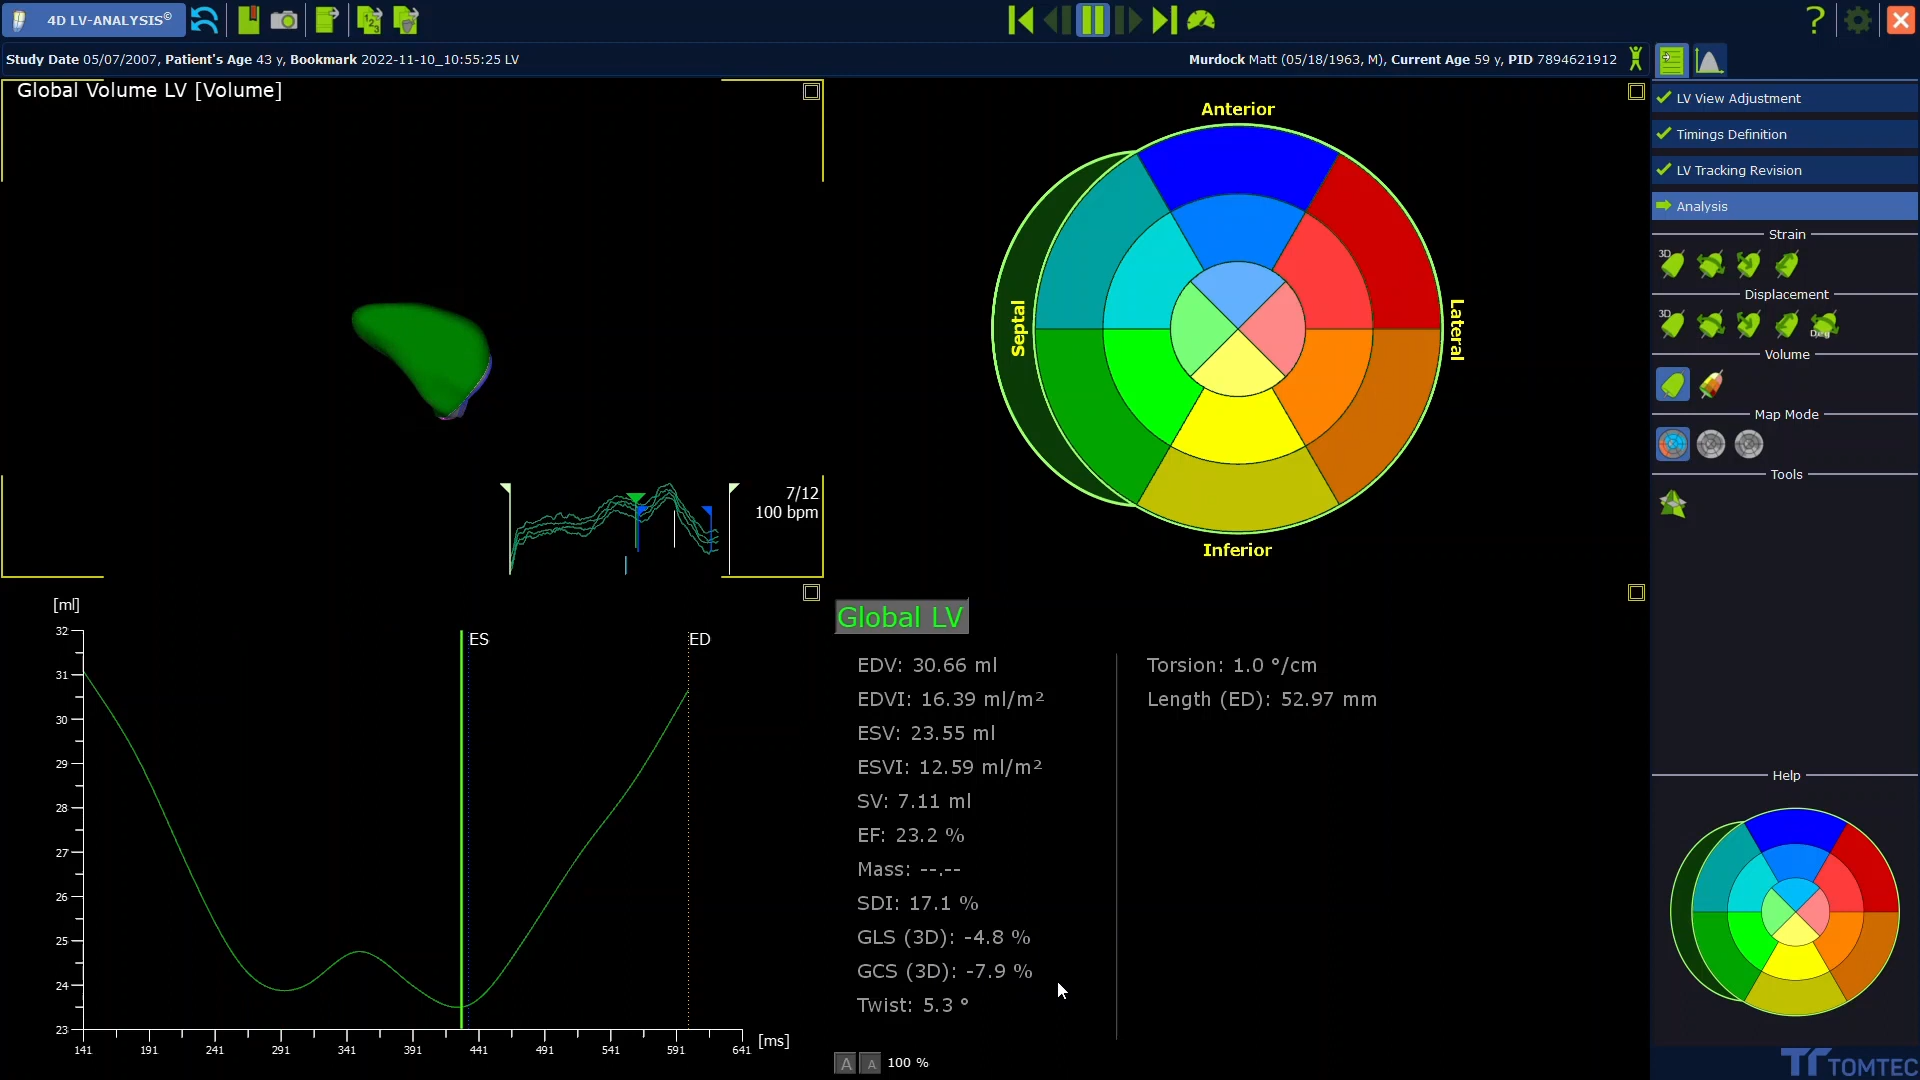 4D LV-ANALYSIS©
Study Date 05/07/2007, Patient's Age 43 y, Bookmark 2022-11-10_10:55:25 LV
Murdock Matt (05/18/1963, M), Current Age 59 y, PID 7894621912
Global Volume LV [Volume]
7/12
100 bpm
Anterior
Septal
Lateral
Inferior
LV View Adjustment
Timings Definition
LV Tracking Revision
Analysis
Strain
3D
Displacement
3D
Deg
Volume
Map Mode
Tools
Help
TOMTEC
[ml]
32
31
30
29
28
27
26
25
24
23
ES
ED
141 191 241 291 341 391 441 491 541 591 641
[ms]
Global LV
EDV: 30.66 ml
EDVI: 16.39 ml/m²
ESV: 23.55 ml
ESVI: 12.59 ml/m²
SV: 7.11 ml
EF: 23.2 %
Mass: --.--
SDI: 17.1 %
GLS (3D): -4.8 %
GCS (3D): -7.9 %
Twist: 5.3 °
Torsion: 1.0 °/cm
Length (ED): 52.97 mm
A A 100 %